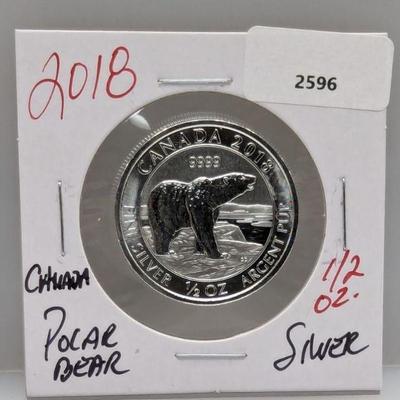 2018
2596
CANADA 2018
9999
FINE SILVER 1/2 OZ ARGENT PUR
CANADA
POLAR
BEAR
1/2
OZ.
SILVER